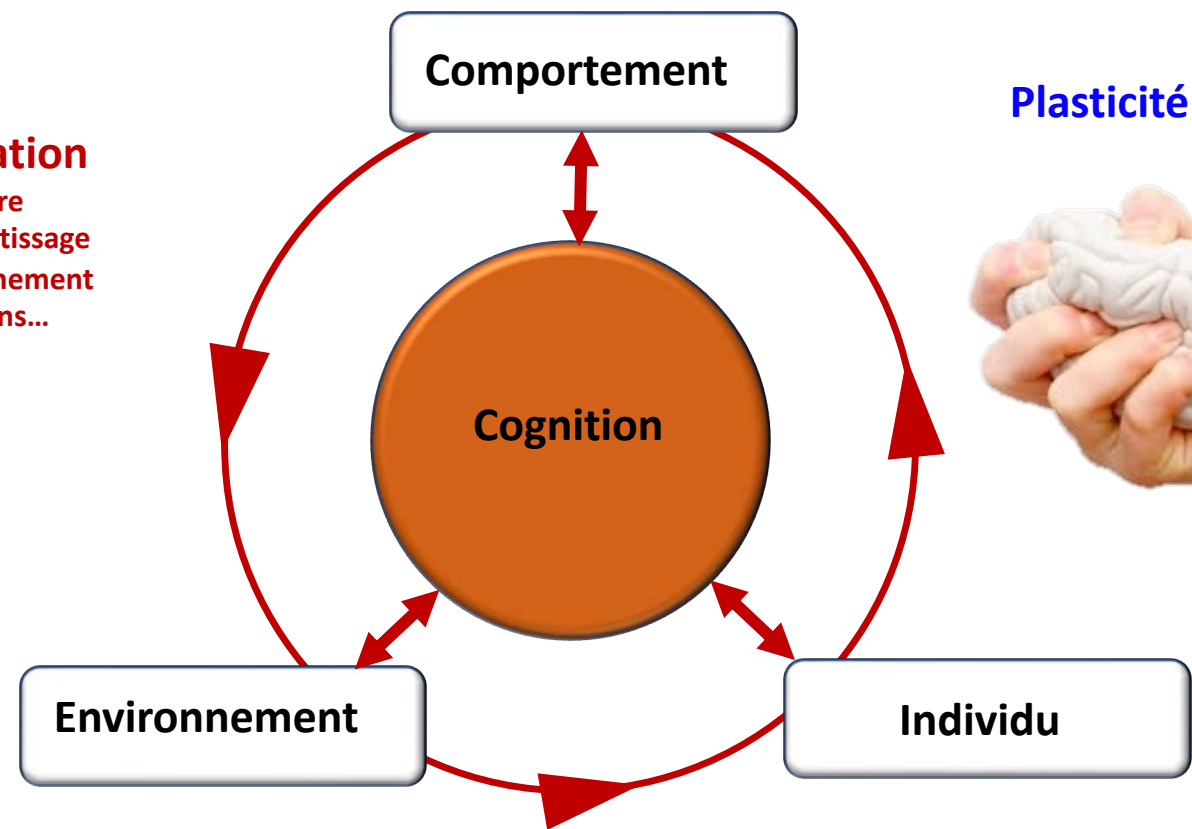 Comportement
Plasticité
ation
re
tissage
nement
ns…
Cognition
Environnement
Individu